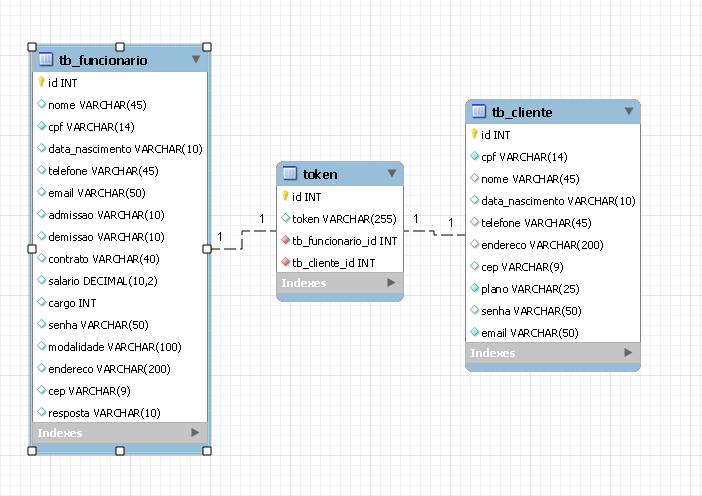 tb_funcionario
id INT
nome VARCHAR(45)
cpf VARCHAR(14)
data_nascimento VARCHAR(10)
telefone VARCHAR(45)
email VARCHAR(50)
admissao VARCHAR(10)
demissao VARCHAR(10)
contrato VARCHAR(40)
salario DECIMAL(10,2)
cargo INT
senha VARCHAR(50)
modalidade VARCHAR(100)
endereco VARCHAR(200)
cep VARCHAR(9)
resposta VARCHAR(10)
Indexes
1
1
token
id INT
token VARCHAR(255)
tb_funcionario_id INT
tb_cliente_id INT
Indexes
1
1
tb_cliente
id INT
cpf VARCHAR(14)
nome VARCHAR(45)
data_nascimento VARCHAR(10)
telefone VARCHAR(45)
endereco VARCHAR(200)
cep VARCHAR(9)
plano VARCHAR(25)
senha VARCHAR(50)
email VARCHAR(50)
Indexes